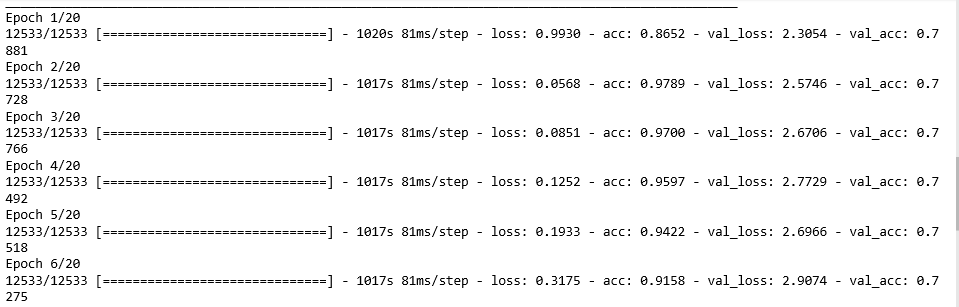 Epoch 1/20
12533/12533 [==============================] - 1020s 81ms/step - loss: 0.9930 - acc: 0.8652 - val_loss: 2.3054 - val_acc: 0.7
881
Epoch 2/20
12533/12533 [==============================] - 1017s 81ms/step - loss: 0.0568 - acc: 0.9789 - val_loss: 2.5746 - val_acc: 0.7
728
Epoch 3/20
12533/12533 [==============================] - 1017s 81ms/step - loss: 0.0851 - acc: 0.9700 - val_loss: 2.6706 - val_acc: 0.7
766
Epoch 4/20
12533/12533 [==============================] - 1017s 81ms/step - loss: 0.1252 - acc: 0.9597 - val_loss: 2.7729 - val_acc: 0.7
492
Epoch 5/20
12533/12533 [==============================] - 1017s 81ms/step - loss: 0.1933 - acc: 0.9422 - val_loss: 2.6966 - val_acc: 0.7
518
Epoch 6/20
12533/12533 [==============================] - 1017s 81ms/step - loss: 0.3175 - acc: 0.9158 - val_loss: 2.9074 - val_acc: 0.7
275